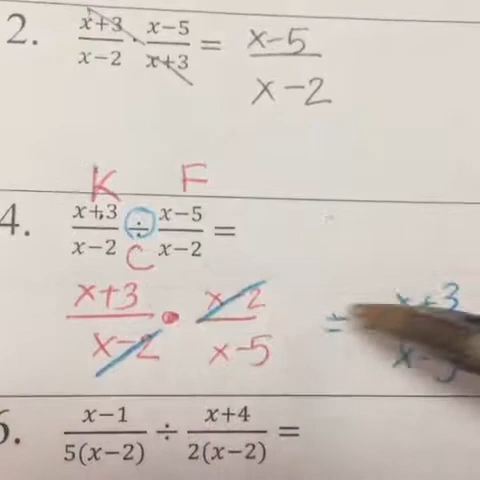 2. x+3/x−2 · x−5/x+3 = x−5/x−2
K F
4. x+3/x−2 ÷ x−5/x−2 =
C
x+3/x−2 • x−2/x−5 =
x−1/5(x−2) ÷ x+4/2(x−2) =